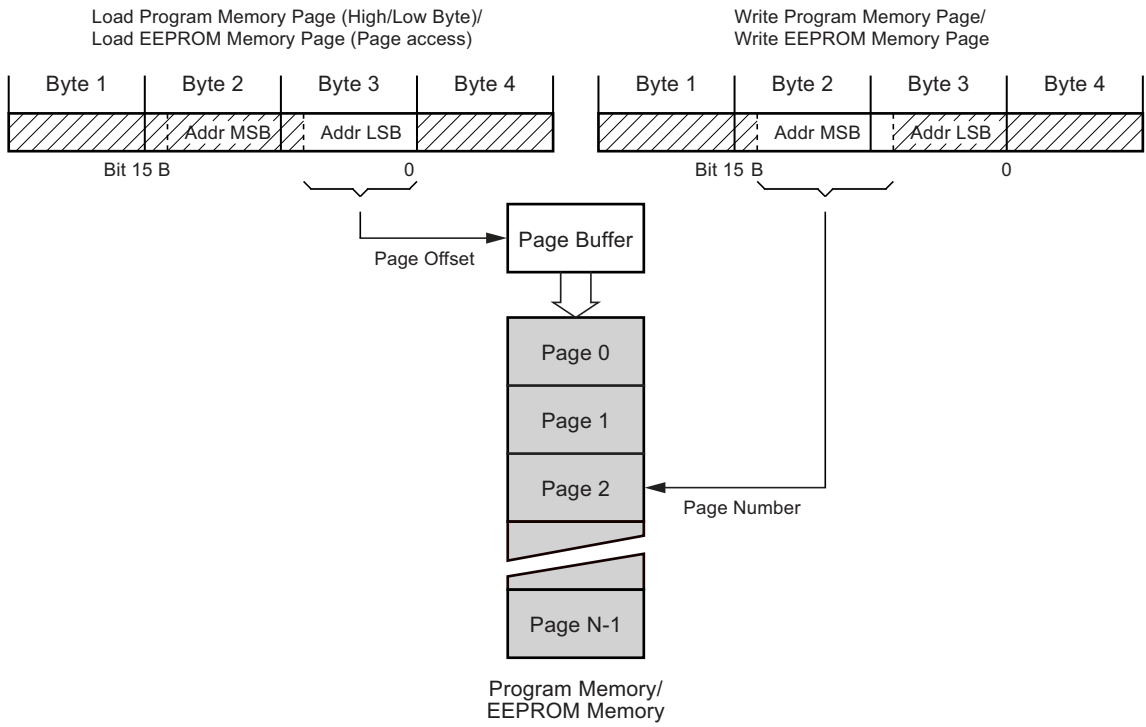 Load Program Memory Page (High/Low Byte)/
Load EEPROM Memory Page (Page access)
Byte 1 Byte 2 Byte 3 Byte 4
Addr MSB Addr LSB
Bit 15 B 0
Write Program Memory Page/
Write EEPROM Memory Page
Byte 1 Byte 2 Byte 3 Byte 4
Addr MSB Addr LSB
Bit 15 B 0
Page Offset
Page Buffer
Page 0
Page 1
Page 2
Page Number
Page N-1
Program Memory/
EEPROM Memory